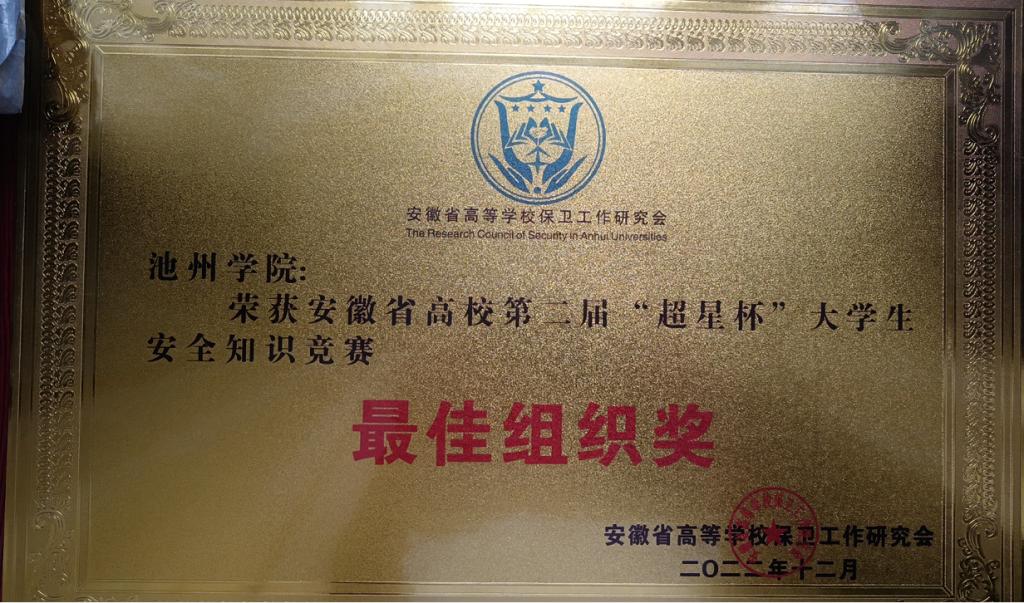 安徽省高等学校保卫工作研究会
The Research Council of Security in Anhui Universities
池州学院:
荣获安徽省高校第二届“超星杯”大学生
安全知识竞赛
最佳组织奖
安徽省高等学校保卫工作研究会
二〇二二年十二月